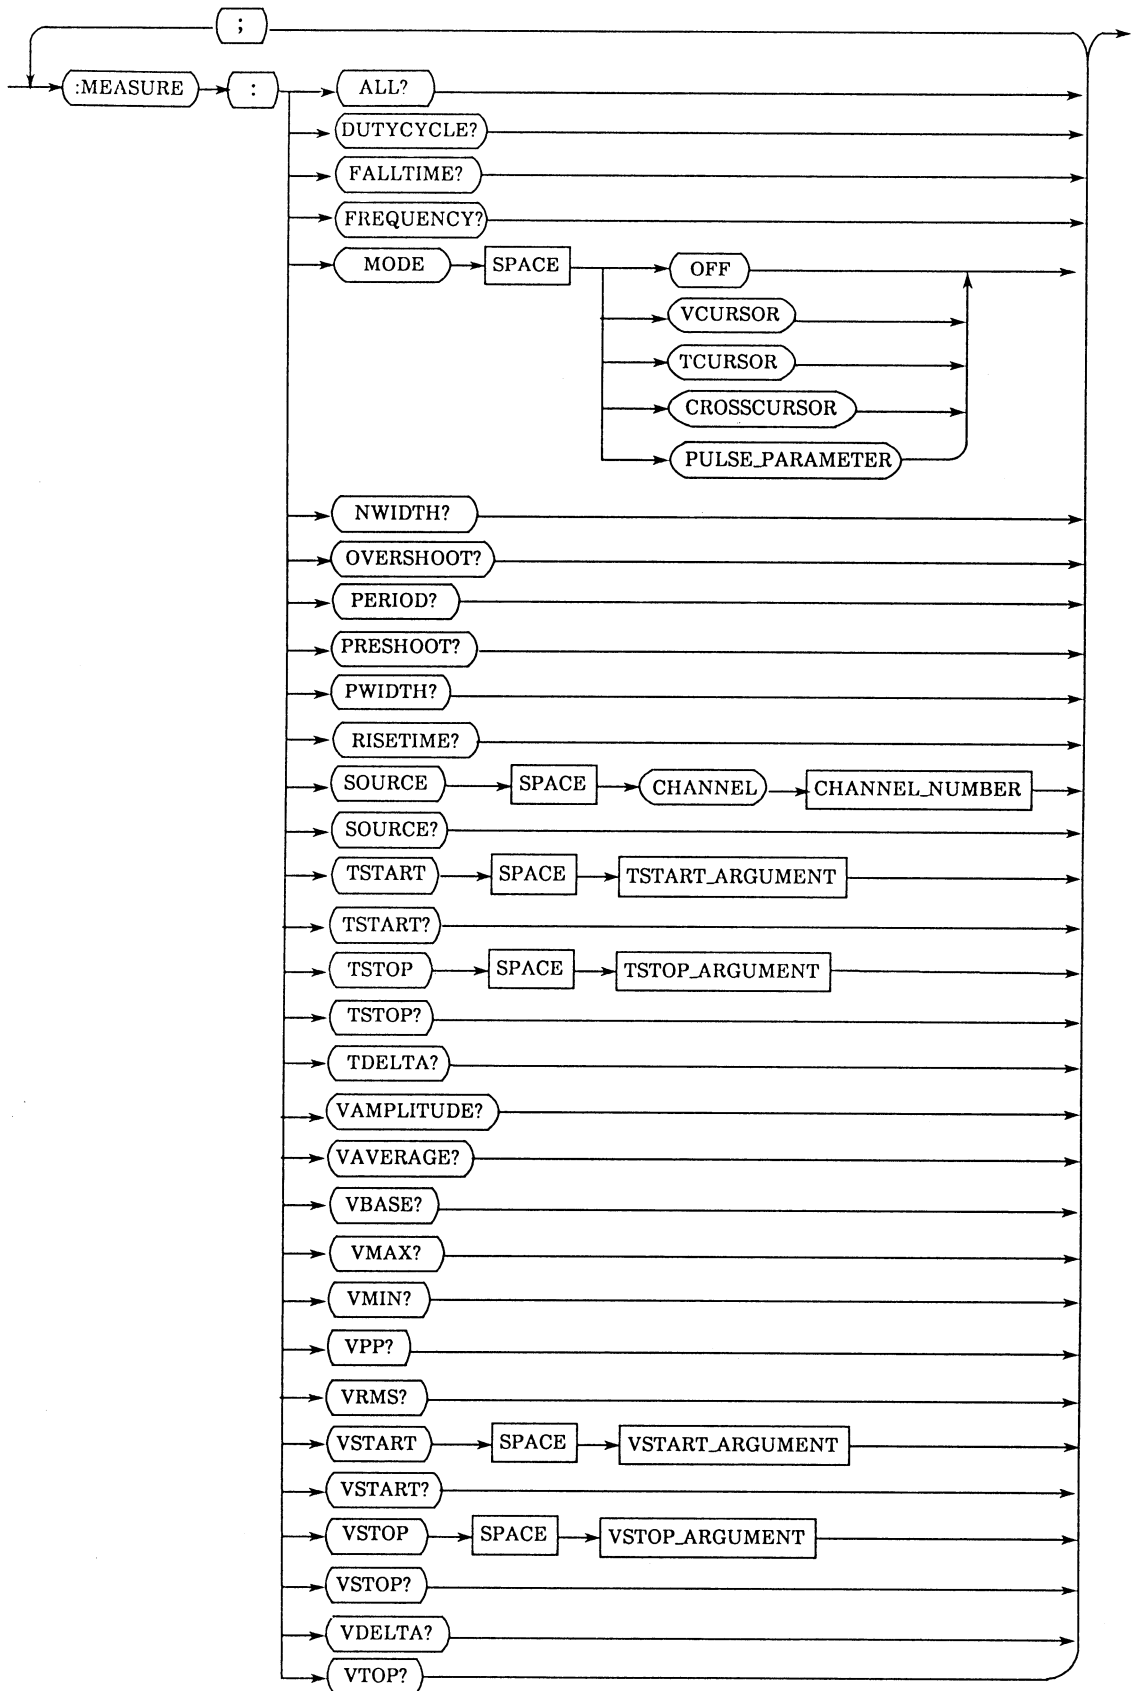 ;
:MEASURE : ALL?
DUTYCYCLE?
FALLTIME?
FREQUENCY?
MODE SPACE OFF
VCURSOR
TCURSOR
CROSSCURSOR
PULSE_PARAMETER
NWIDTH?
OVERSHOOT?
PERIOD?
PRESHOOT?
PWIDTH?
RISETIME?
SOURCE SPACE CHANNEL CHANNEL_NUMBER
SOURCE?
TSTART SPACE TSTART_ARGUMENT
TSTART?
TSTOP SPACE TSTOP_ARGUMENT
TSTOP?
TDELTA?
VAMPLITUDE?
VAVERAGE?
VBASE?
VMAX?
VMIN?
VPP?
VRMS?
VSTART SPACE VSTART_ARGUMENT
VSTART?
VSTOP SPACE VSTOP_ARGUMENT
VSTOP?
VDELTA?
VTOP?